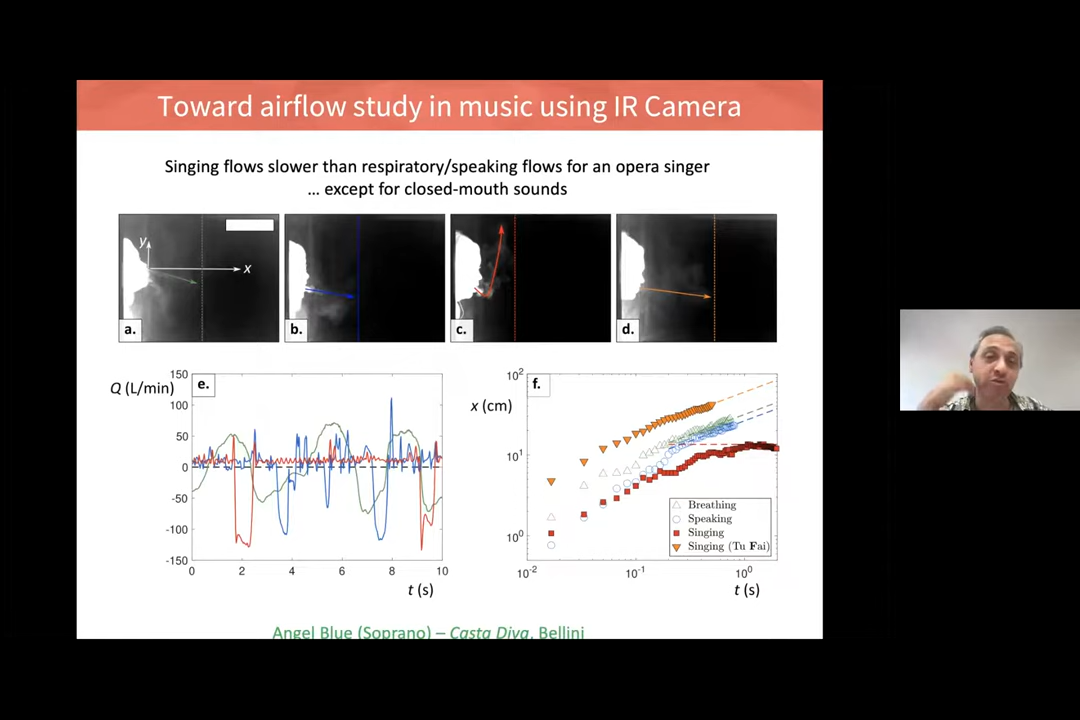 Toward airflow study in music using IR Camera
Singing flows slower than respiratory/speaking flows for an opera singer
... except for closed-mouth sounds
y
x
a.
b.
c.
d.
Q (L/min)
150
100
50
0
-50
-100
-150
e.
0
2
4
6
8
10
t (s)
f.
x (cm)
10²
10¹
10⁰
Breathing
Speaking
Singing
Singing (Tu Fai)
10⁻²
10⁻¹
10⁰
t (s)
Angel Blue (Soprano) – Casta Diva, Bellini